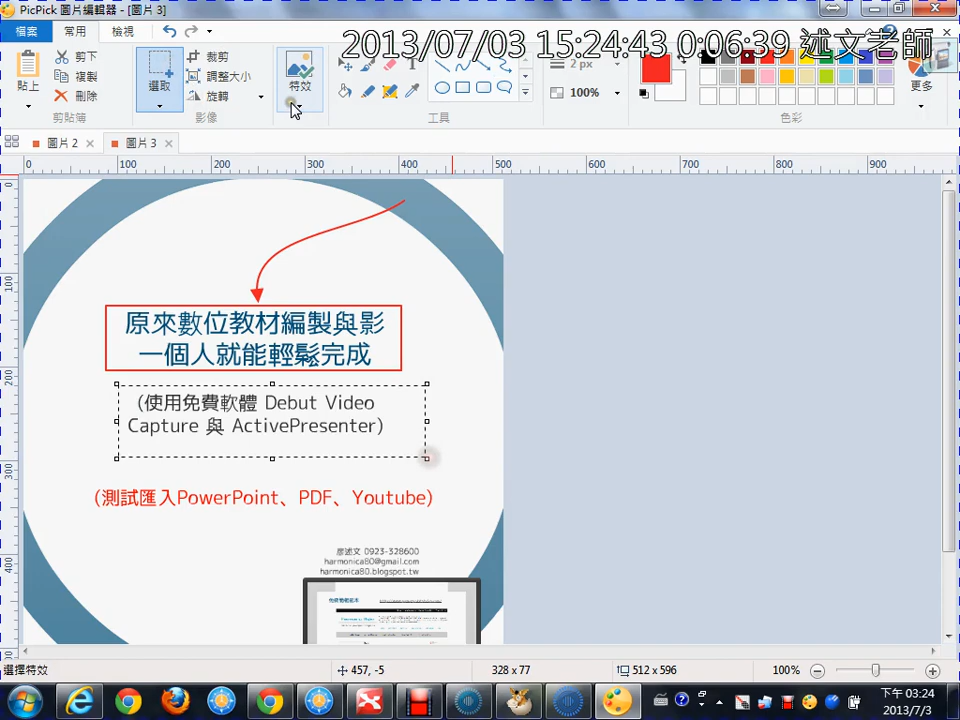 PicPick 圖片編輯器 - [圖片 3]
檔案 常用 檢視
2013/07/03 15:24:43 0:06:39 述文老師
貼上 剪下 複製 刪除
選取 裁剪 調整大小 旋轉
特效
2 px
100%
更多
剪貼簿 影像 工具 色彩
圖片 2 圖片 3
0 100 200 300 400 500 600 700 800 900
0 100 200 300 400
原來數位教材編製與影
一個人就能輕鬆完成
(使用免費軟體 Debut Video
Capture 與 ActivePresenter)
(測試匯入PowerPoint、PDF、Youtube)
彦述文 0923-328600
harmonica80@gmail.com
harmonica80.blogspot.tw
選擇特效 457, -5 328 x 77 512 x 596 100%
下午 03:24
2013/7/3